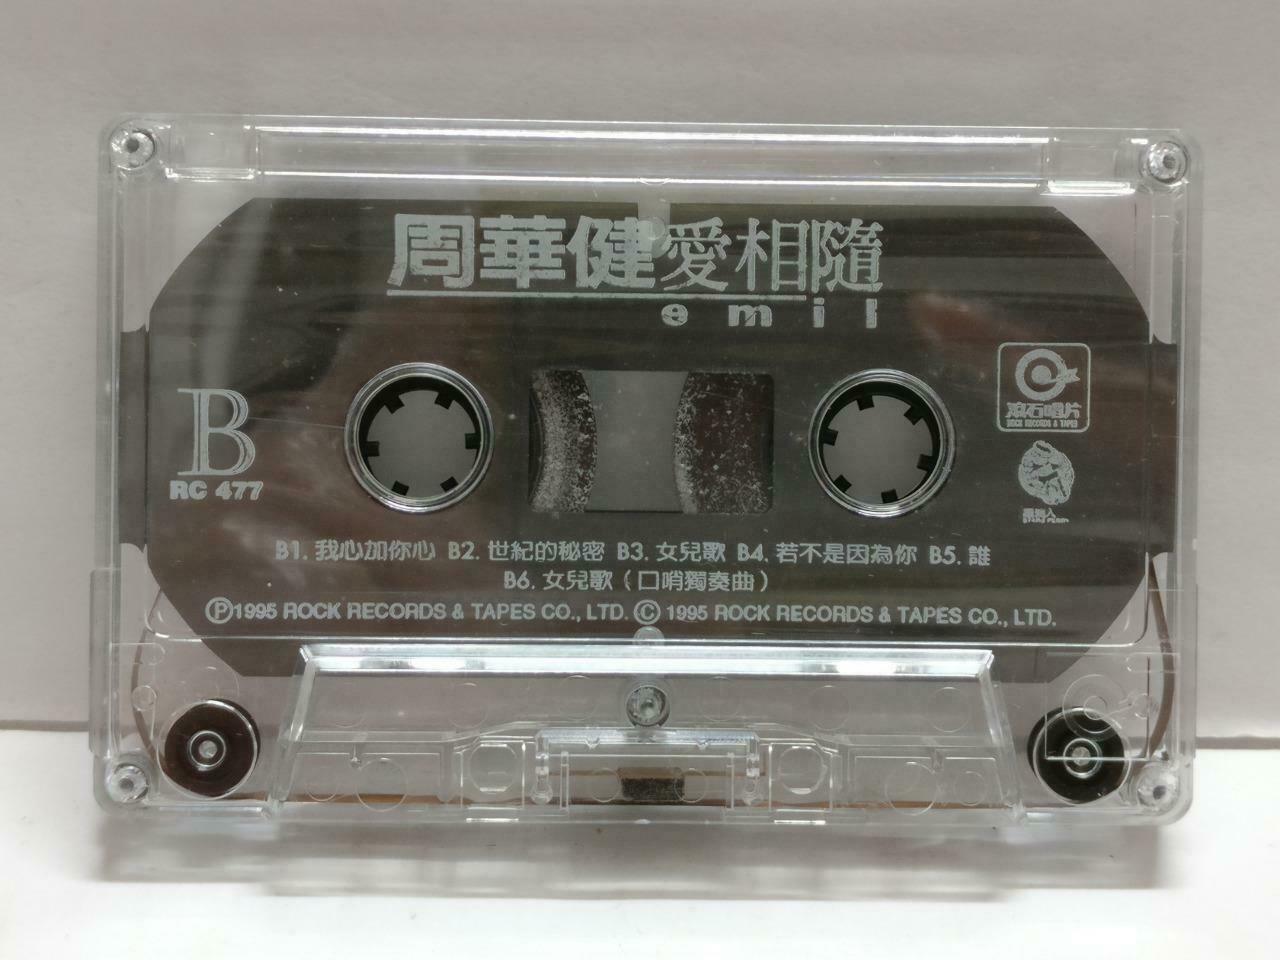 周華健愛相隨
emil
B
RC 477
滾石唱片
ROCK RECORDS & TAPES
B1. 我心加你心 B2. 世紀的秘密 B3. 女兒歌 B4. 若不是因為你 B5. 誰
B6. 女兒歌（口哨獨奏曲）
Ⓟ1995 ROCK RECORDS & TAPES CO., LTD. Ⓒ 1995 ROCK RECORDS & TAPES CO., LTD.